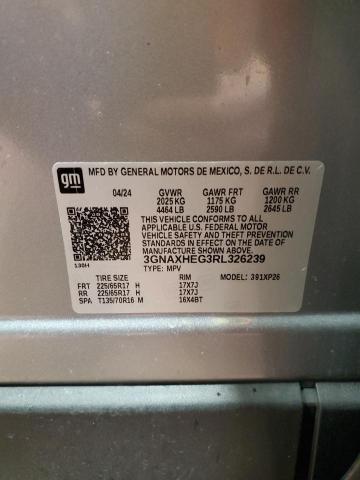 gm
MFD BY GENERAL MOTORS DE MEXICO, S. DE R.L. DE C.V.
04/24 GVWR GAWR FRT GAWR RR
2025 KG 1175 KG 1200 KG
4464 LB 2590 LB 2645 LB
THIS VEHICLE CONFORMS TO ALL
APPLICABLE U.S. FEDERAL MOTOR
VEHICLE SAFETY AND THEFT PREVENTION
STANDARDS IN EFFECT ON THE DATE OF
MANUFACTURE SHOWN ABOVE.
3GNAXHEG3RL326239
130H TYPE: MPV
TIRE SIZE RIM MODEL: 391XP26
FRT 225/65R17 H 17X7J
RR 225/65R17 H 17X7J
SPA T135/70R16 M 16X4BT